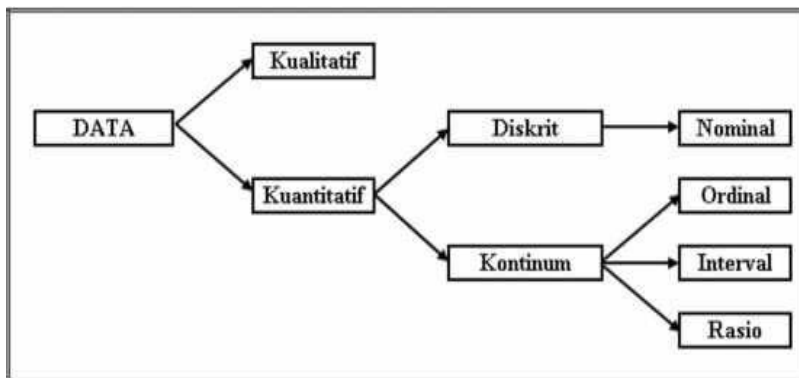 Kualitatif
DATA
Diskrit
Nominal
Kuantitatif
Ordinal
Kontinum
Interval
Rasio